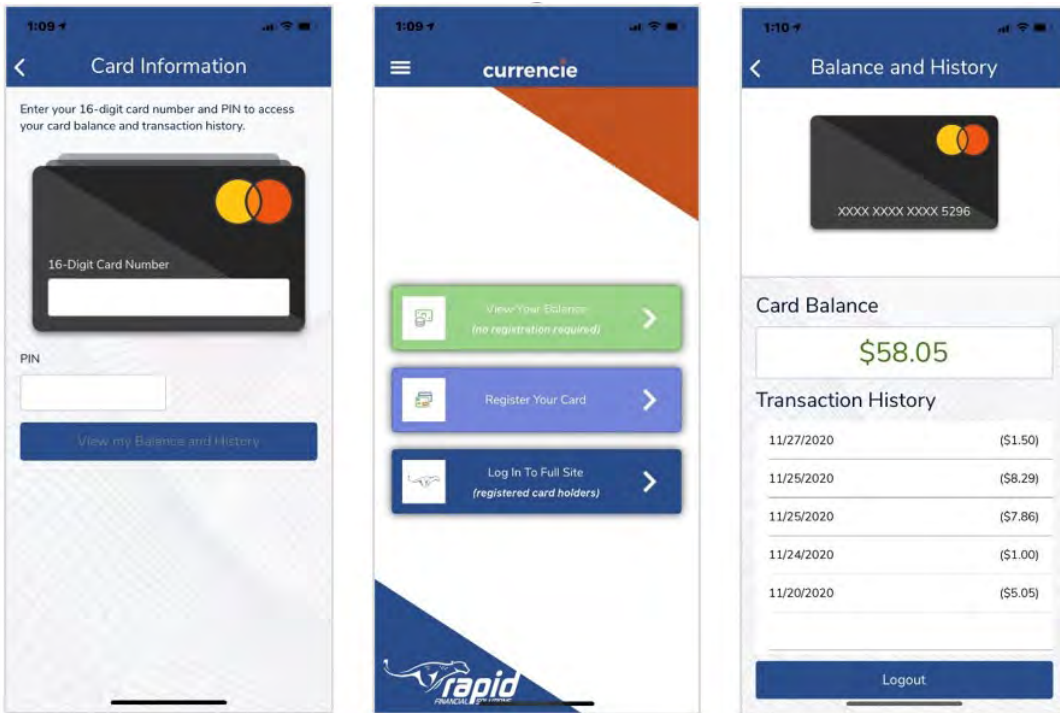 1:09
Card Information
Enter your 16-digit card number and PIN to access
your card balance and transaction history.
16-Digit Card Number
PIN
View my Balance and History
1:09
currencie
View Your Balance
(no registration required)
Register Your Card
Log In To Full Site
(registered card holders)
rapid
FINANCIAL SOLUTIONS
1:10
Balance and History
XXXX XXXX XXXX 5296
Card Balance
$58.05
Transaction History
11/27/2020 ($1.50)
11/25/2020 ($8.29)
11/25/2020 ($7.86)
11/24/2020 ($1.00)
11/20/2020 ($5.05)
Logout